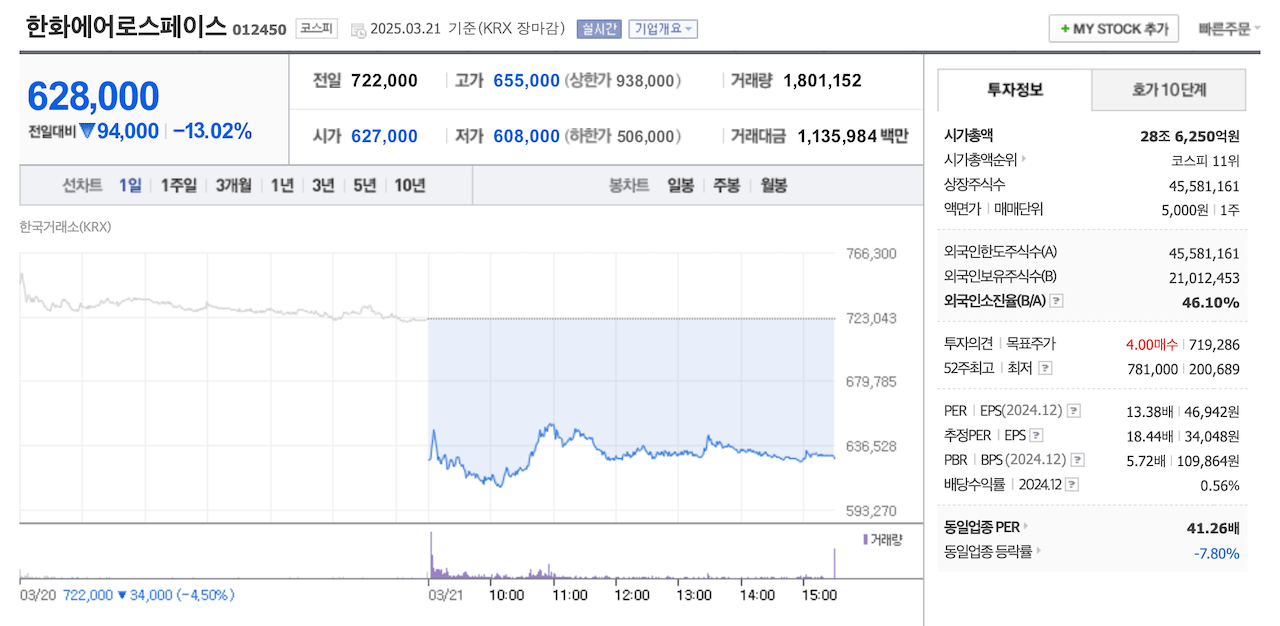 한화에어로스페이스 012450 코스피 2025.03.21 기준(KRX 장마감) 실시간 기업개요
+ MY STOCK 추가 빠른주문
628,000
전일대비 ▼94,000 -13.02%
전일 722,000 고가 655,000 (상한가 938,000) 거래량 1,801,152
시가 627,000 저가 608,000 (하한가 506,000) 거래대금 1,135,984 백만
선차트 1일 1주일 3개월 1년 3년 5년 10년 봉차트 일봉 주봉 월봉
한국거래소(KRX)
766,300
723,043
679,785
636,528
593,270
거래량
03/20 722,000 ▼ 34,000 (-4.50%) 03/21 10:00 11:00 12:00 13:00 14:00 15:00
투자정보 호가 10단계
시가총액 28조 6,250억원
시가총액순위 코스피 11위
상장주식수 45,581,161
액면가 매매단위 5,000원 1주
외국인한도주식수(A) 45,581,161
외국인보유주식수(B) 21,012,453
외국인소진율(B/A) ? 46.10%
투자의견 목표주가 4.00매수 719,286
52주최고 최저 ? 781,000 200,689
PER EPS(2024.12) ? 13.38배 46,942원
추정PER EPS ? 18.44배 34,048원
PBR BPS (2024.12) ? 5.72배 109,864원
배당수익률 2024.12 ? 0.56%
동일업종 PER 41.26배
동일업종 등락률 -7.80%